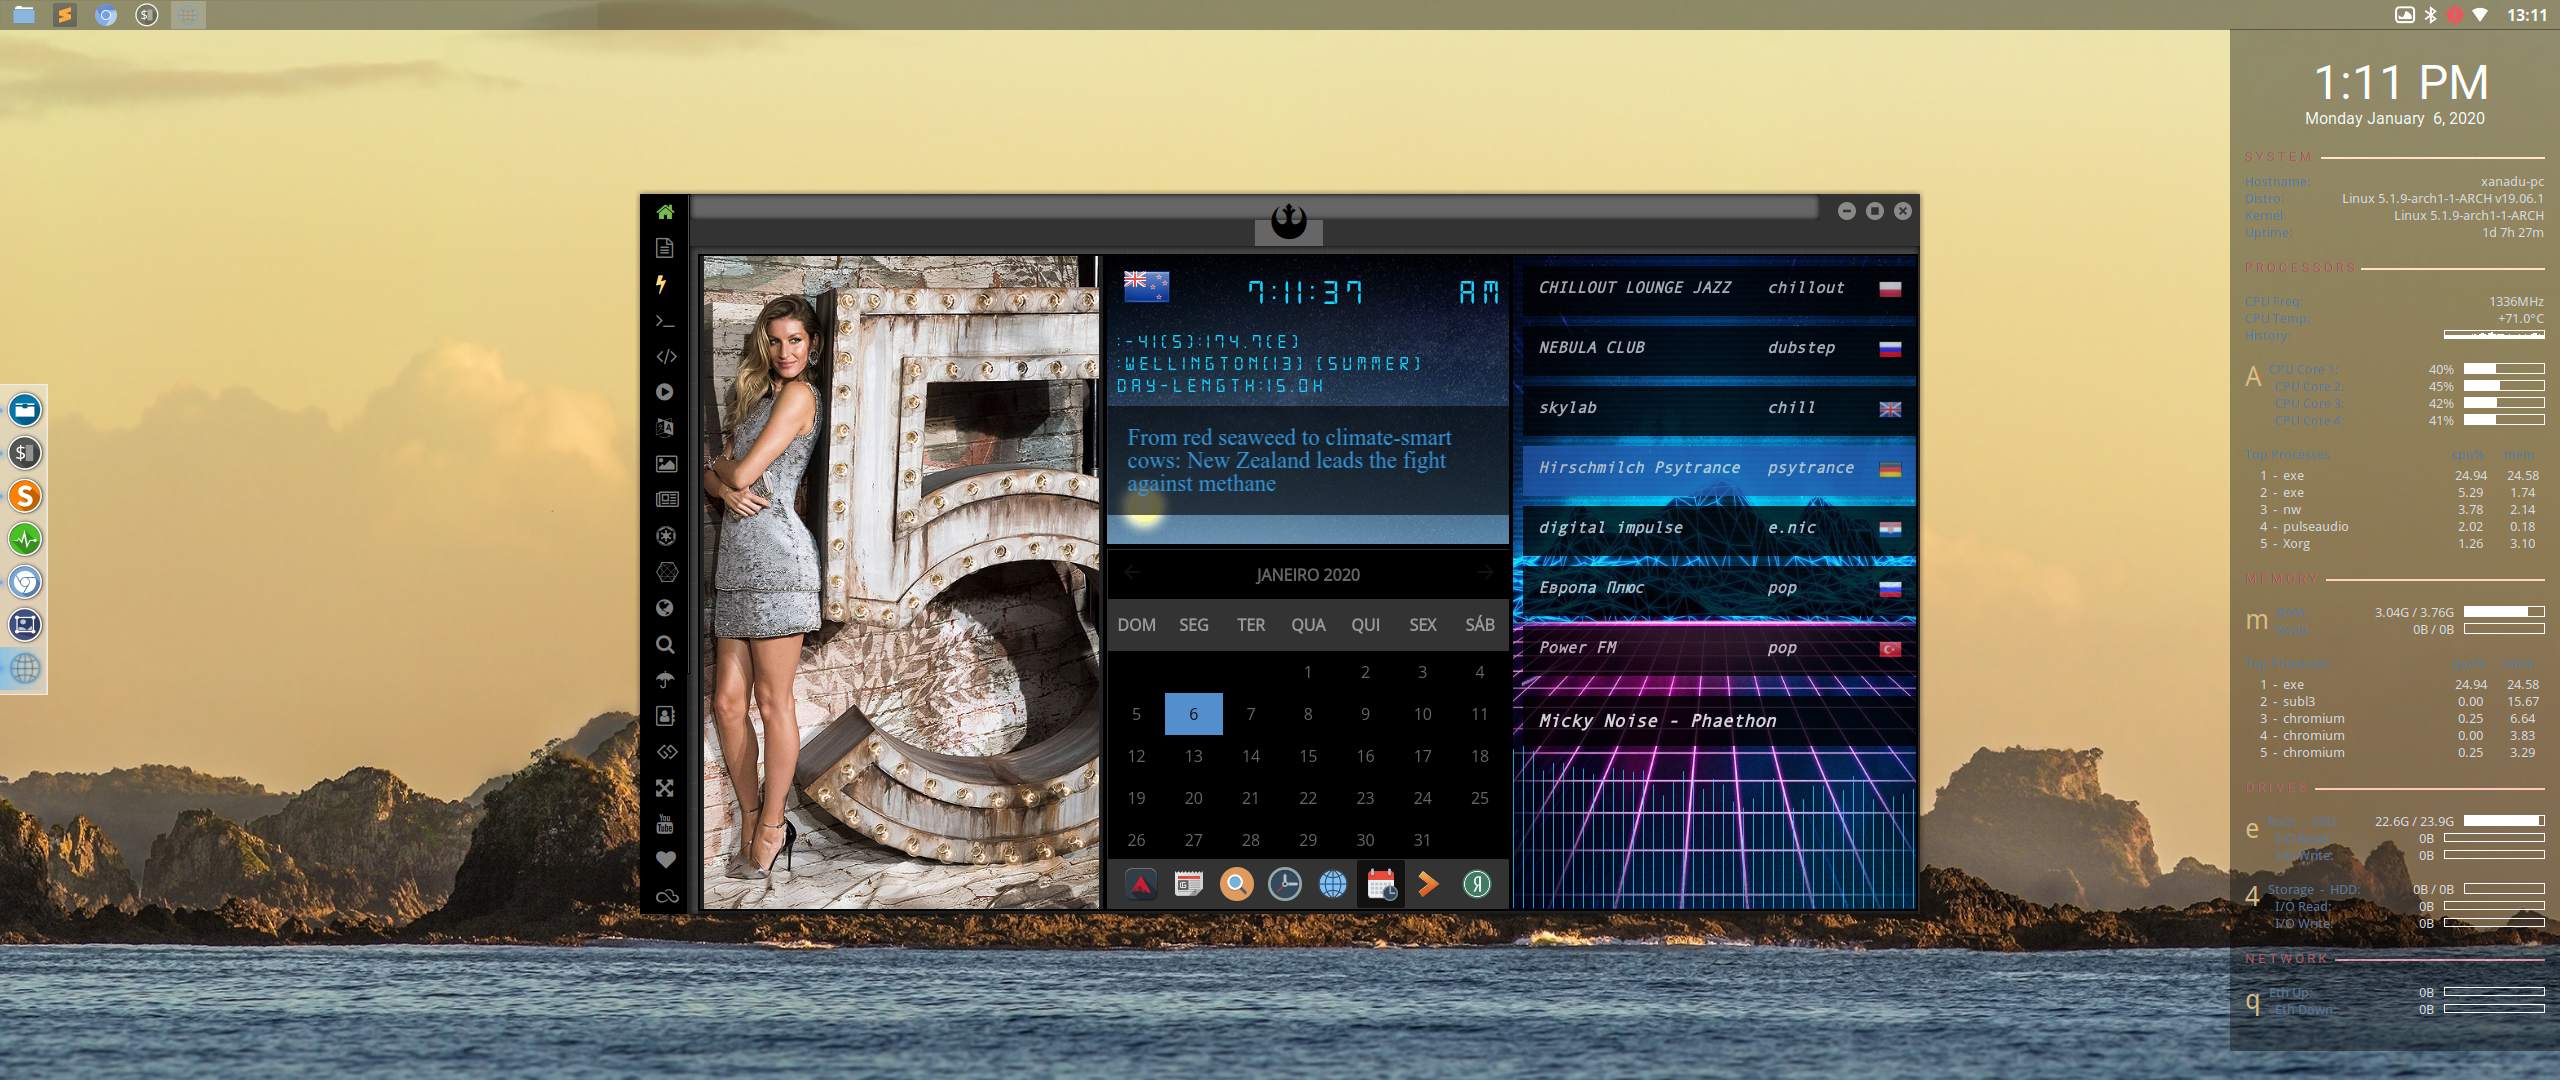 13:11
1:11 PM
Monday January 6, 2020
SYSTEM
Hostname: xanadu-pc
Distro: Linux 5.1.9-arch1-1-ARCH v19.06.1
Kernel: Linux 5.1.9-arch1-1-ARCH
Uptime: 1d 7h 27m
PROCESSORS
CPU Freq: 1336MHz
CPU Temp: +71.0°C
History:
A CPU Core 1: 40%
CPU Core 2: 45%
CPU Core 3: 42%
CPU Core 4: 41%
Top Processes cpu% mem
1 - exe 24.94 24.58
2 - exe 5.29 1.74
3 - nw 3.78 2.14
4 - pulseaudio 2.02 0.18
5 - Xorg 1.26 3.10
MEMORY
m RAM: 3.04G / 3.76G
0B / 0B
1 - exe 24.94 24.58
2 - subl3 0.00 15.67
3 - chromium 0.25 6.64
4 - chromium 0.00 3.83
5 - chromium 0.25 3.29
DRIVES
e 22.6G / 23.9G
I/O Read: 0B
I/O Write: 0B
4 Storage - HDD: 0B / 0B
I/O Read: 0B
I/O Write: 0B
NETWORK
q Eth Up: 0B
Eth Down: 0B
7:11:37 AM
:-41(S):174.7(E)
:WELLINGTON(13) (SUMMER)
DAY-LENGTH:15.0H
From red seaweed to climate-smart
cows: New Zealand leads the fight
against methane
JANEIRO 2020
DOM SEG TER QUA QUI SEX SÁB
1 2 3 4
5 6 7 8 9 10 11
12 13 14 15 16 17 18
19 20 21 22 23 24 25
26 27 28 29 30 31
CHILLOUT LOUNGE JAZZ chillout
NEBULA CLUB dubstep
skylab chill
Hirschmilch Psytrance psytrance
digital impulse e.nic
Европа Плюс pop
Power FM pop
Micky Noise - Phaethon
You
Tube
Я